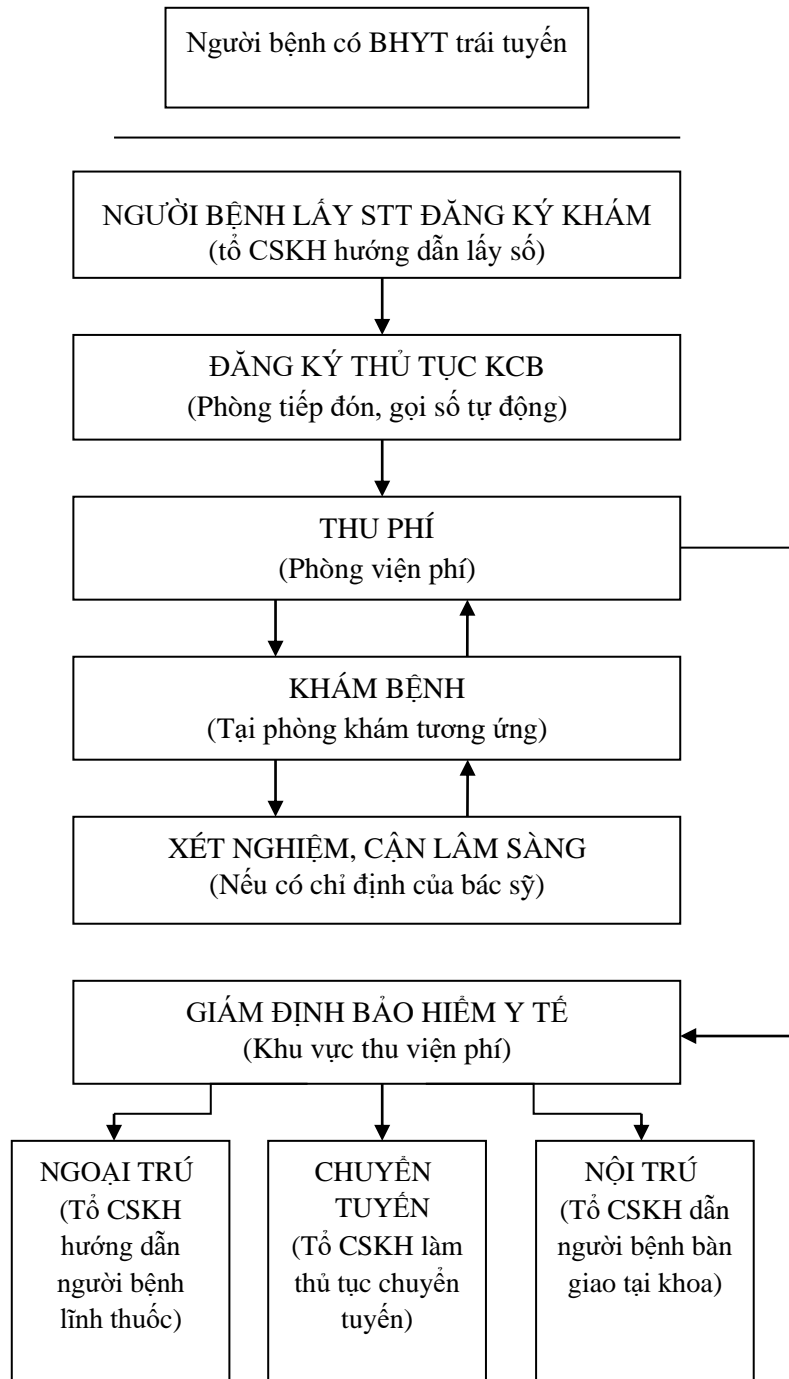 Người bệnh có BHYT trái tuyến
NGƯỜI BỆNH LẤY STT ĐĂNG KÝ KHÁM
(tổ CSKH hướng dẫn lấy số)
ĐĂNG KÝ THỦ TỤC KCB
(Phòng tiếp đón, gọi số tự động)
THU PHÍ
(Phòng viện phí)
KHÁM BỆNH
(Tại phòng khám tương ứng)
XÉT NGHIỆM, CẬN LÂM SÀNG
(Nếu có chỉ định của bác sỹ)
GIÁM ĐỊNH BẢO HIỂM Y TẾ
(Khu vực thu viện phí)
NGOẠI TRÚ
(Tổ CSKH
hướng dẫn
người bệnh
lĩnh thuốc)
CHUYỂN
TUYẾN
(Tổ CSKH làm
thủ tục chuyển
tuyến)
NỘI TRÚ
(Tổ CSKH dẫn
người bệnh bàn
giao tại khoa)